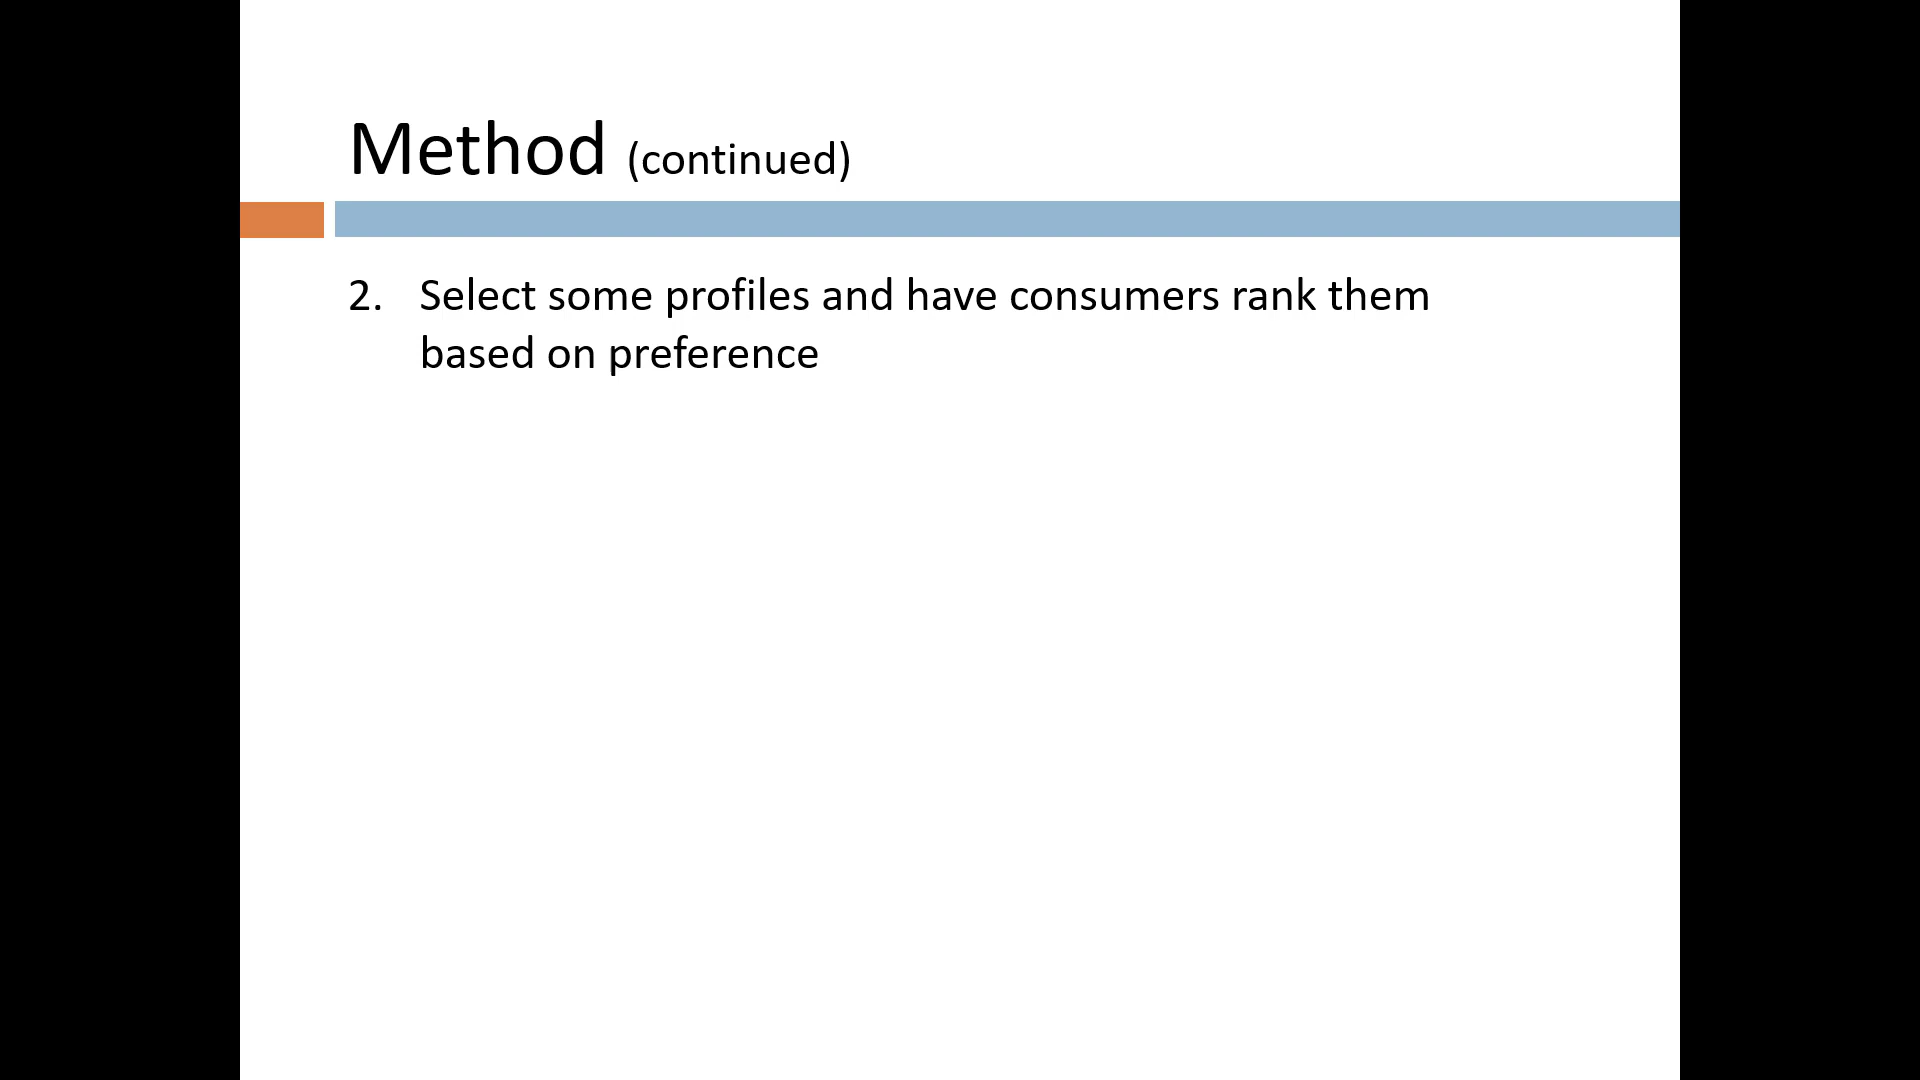 Method (continued)
2. Select some profiles and have consumers rank them
based on preference